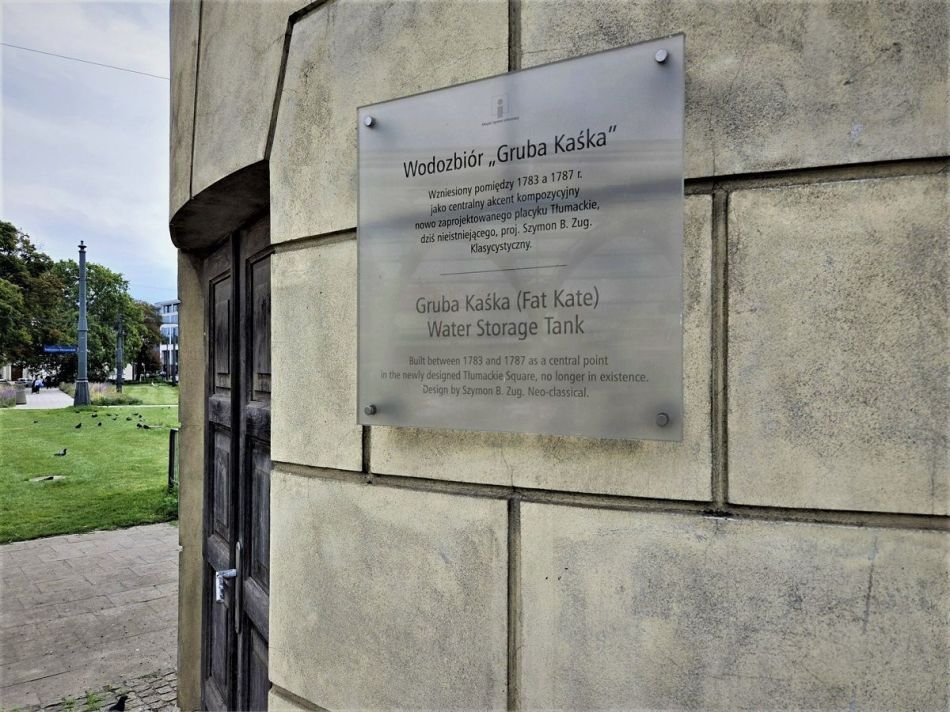 Wodozbiór „Gruba Kaśka”
Wzniesiony pomiędzy 1783 a 1787 r.
jako centralny akcent kompozycyjny
nowo zaprojektowanego placyku Tłumackie,
dziś nieistniejącego, proj. Szymon B. Zug.
Klasycystyczny.
Gruba Kaśka (Fat Kate)
Water Storage Tank
Built between 1783 and 1787 as a central point
in the newly designed Tłumackie Square, no longer in existence.
Design by Szymon B. Zug. Neo-classical.